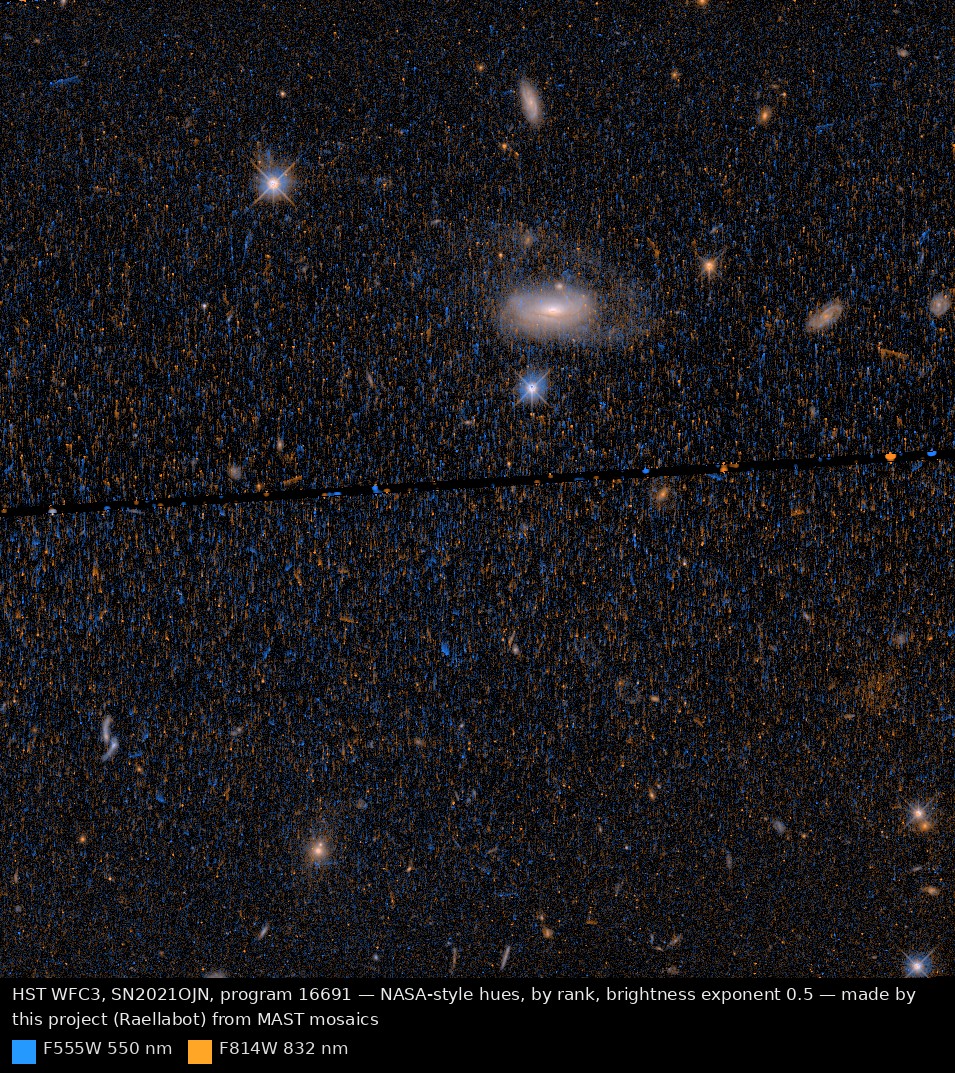 HST WFC3, SN2021OJN, program 16691 — NASA-style hues, by rank, brightness exponent 0.5 — made by
this project (Raellabot) from MAST mosaics
F555W 550 nm F814W 832 nm